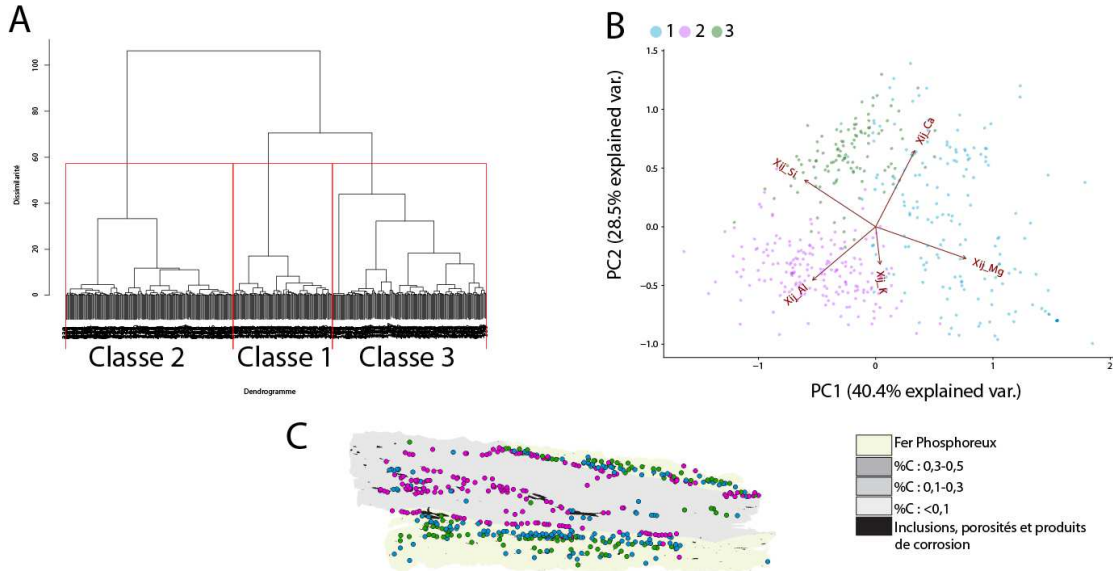 A
Dissimilarité
100
80
60
40
20
0
Classe 2
Classe 1
Classe 3
Dendrogramme
B
1 2 3
PC2 (28.5% explained var.)
1.5
1.0
0.5
0.0
−0.5
−1.0
Xij_Ca
Xij_Si
Xij_Mg
Xij_K
Xij_Al
−1 0 1 2
PC1 (40.4% explained var.)
C
Fer Phosphoreux
%C : 0,3-0,5
%C : 0,1-0,3
%C : <0,1
Inclusions, porosités et produits
de corrosion